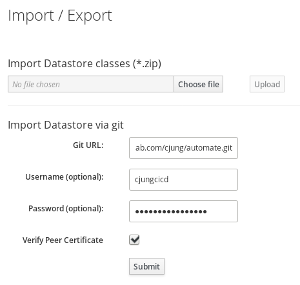 Import / Export
Import Datastore classes (*.zip)
No file chosen Choose file Upload
Import Datastore via git
Git URL: ab.com/cjung/automate.git
Username (optional): cjungcicd
Password (optional): ••••••••••••••••
Verify Peer Certificate
Submit